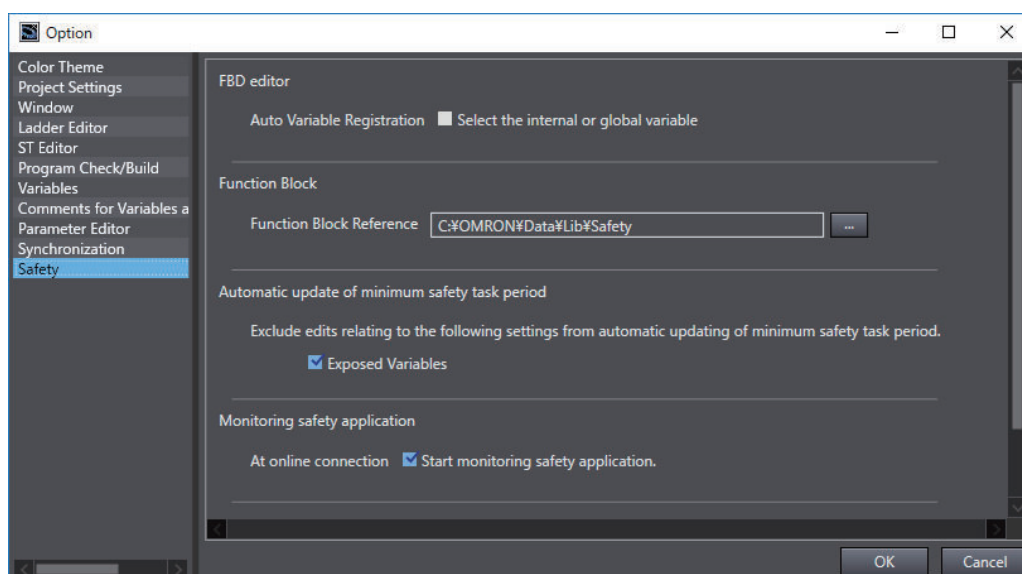 Option
Color Theme
Project Settings
Window
Ladder Editor
ST Editor
Program Check/Build
Variables
Comments for Variables a
Parameter Editor
Synchronization
Safety
FBD editor
Auto Variable Registration Select the internal or global variable
Function Block
Function Block Reference C:¥OMRON¥Data¥Lib¥Safety ...
Automatic update of minimum safety task period
Exclude edits relating to the following settings from automatic updating of minimum safety task period.
Exposed Variables
Monitoring safety application
At online connection Start monitoring safety application.
OK Cancel